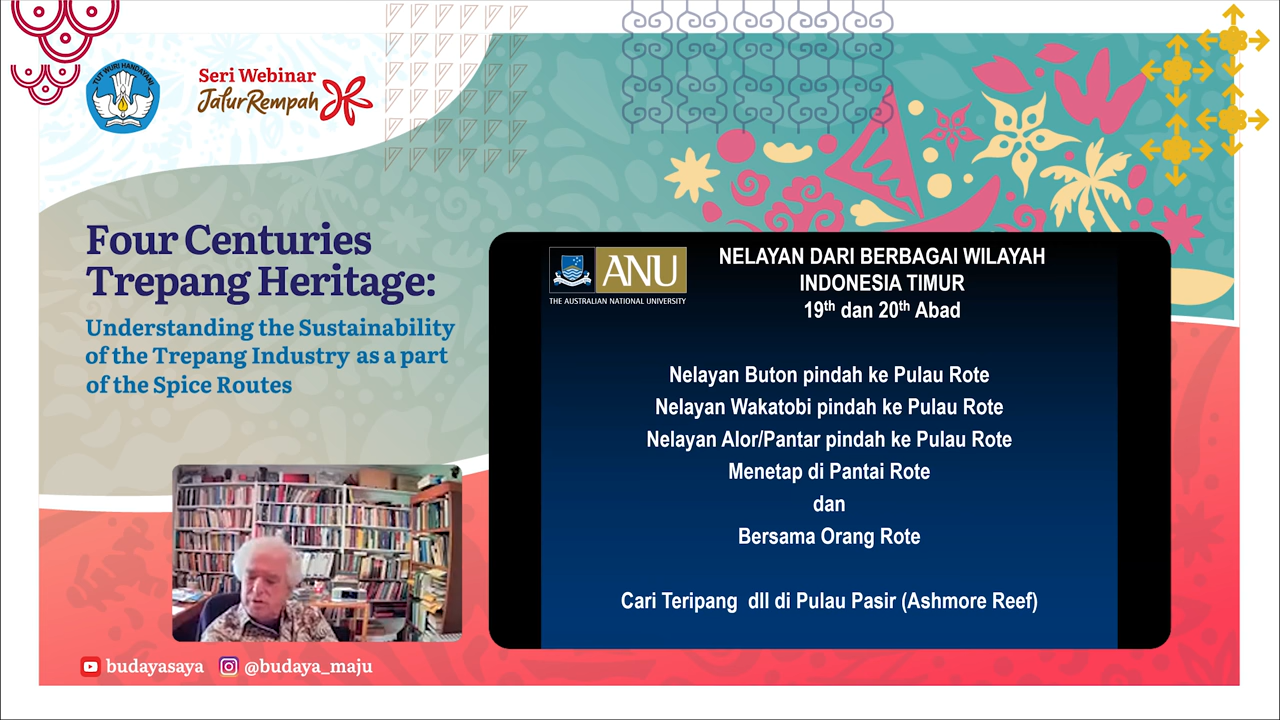 TUT WURI HANDAYANI
Seri Webinar
Jalur Rempah
Four Centuries
Trepang Heritage:
Understanding the Sustainability
of the Trepang Industry as a part
of the Spice Routes
budayasaya @budaya_maju
ANU
THE AUSTRALIAN NATIONAL UNIVERSITY
NELAYAN DARI BERBAGAI WILAYAH
INDONESIA TIMUR
19th dan 20th Abad
Nelayan Buton pindah ke Pulau Rote
Nelayan Wakatobi pindah ke Pulau Rote
Nelayan Alor/Pantar pindah ke Pulau Rote
Menetap di Pantai Rote
dan
Bersama Orang Rote
Cari Teripang dll di Pulau Pasir (Ashmore Reef)